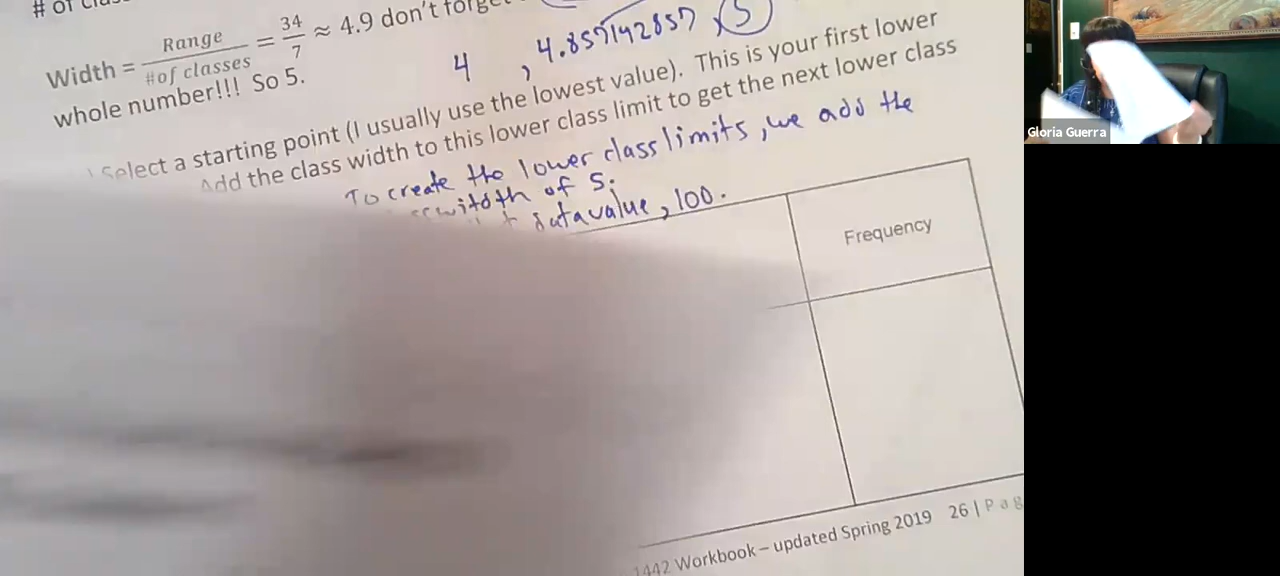 # of
Width = Range / #of classes = 34/7 ≈ 4.9 don't forget
4 , 4.857142857 , 5
whole number!!! So 5.
Select a starting point (I usually use the lowest value). This is your first lower
Add the class width to this lower class limit to get the next lower class
To create the lower class limits, we add the
of 5.
data value, 100.
Frequency
1442 Workbook – updated Spring 2019 26 | Pag
Gloria Guerra